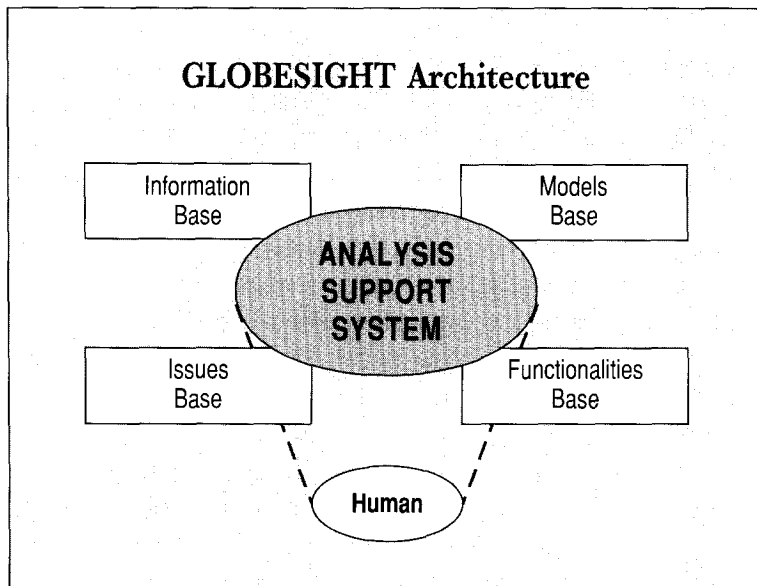 GLOBESIGHT Architecture
Information
Base
Models
Base
ANALYSIS
SUPPORT
SYSTEM
Issues
Base
Functionalities
Base
Human